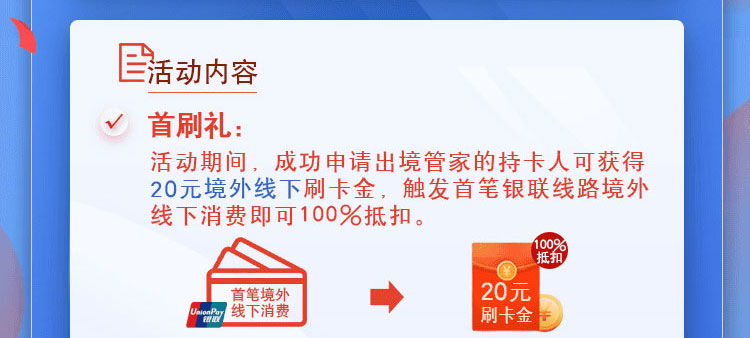 活动内容
首刷礼：
活动期间，成功申请出境管家的持卡人可获得
20元境外线下刷卡金，触发首笔银联线路境外
线下消费即可100%抵扣。
首笔境外
线下消费
UnionPay
银联
100%
抵扣
¥
20元
刷卡金
¥